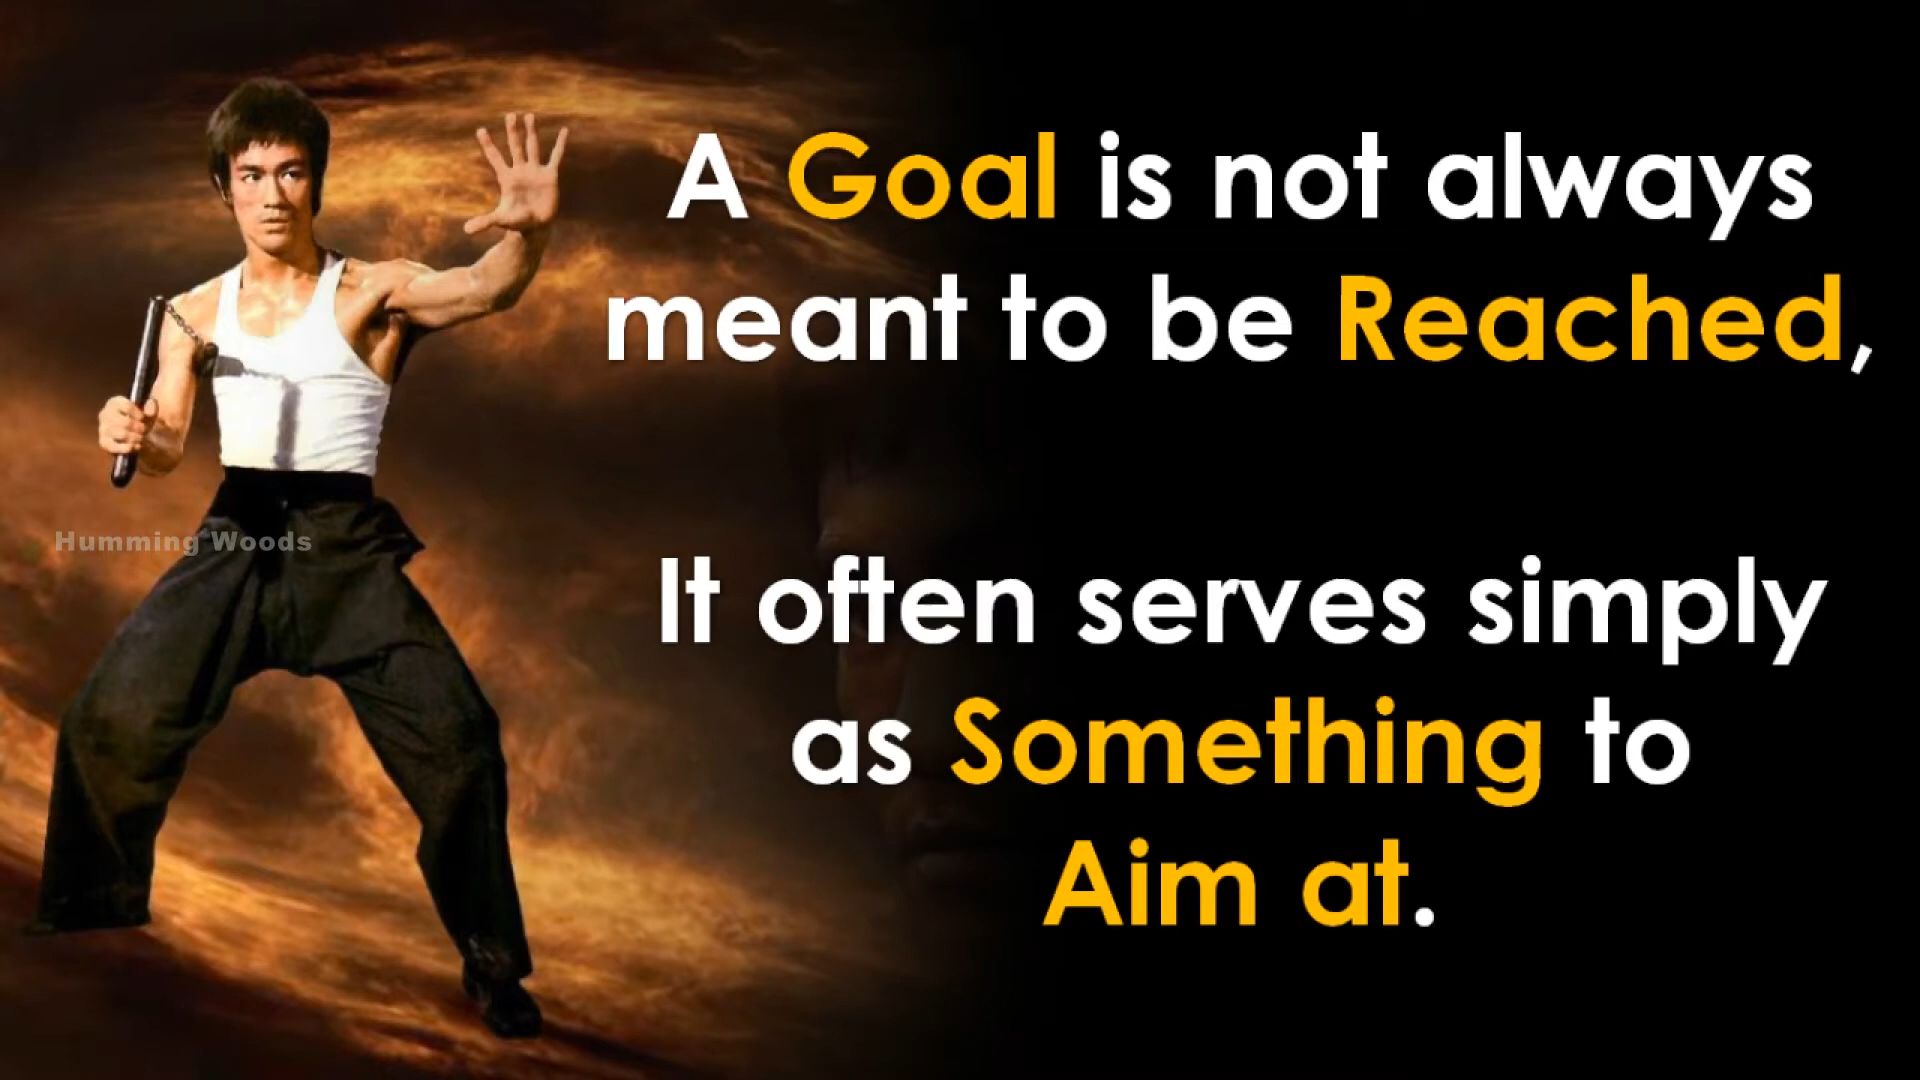 A Goal is not always
meant to be Reached,
It often serves simply
as Something to
Aim at.
Humming Woods